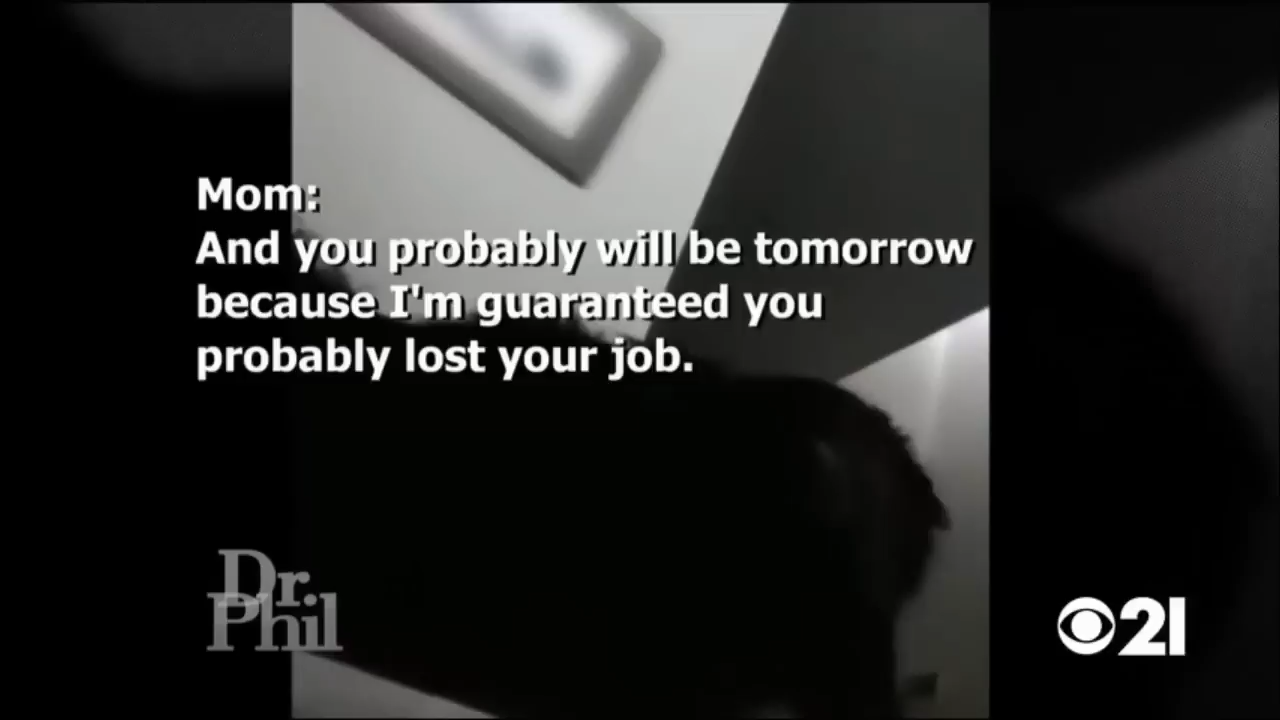 Mom:
And you probably will be tomorrow
because I'm guaranteed you
probably lost your job.
Dr.
Phil
21